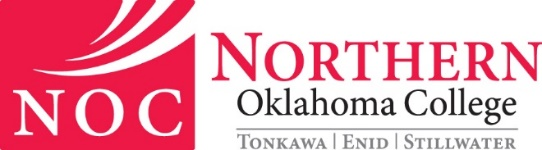 NOC
NORTHERN
Oklahoma College
TONKAWA | ENID | STILLWATER